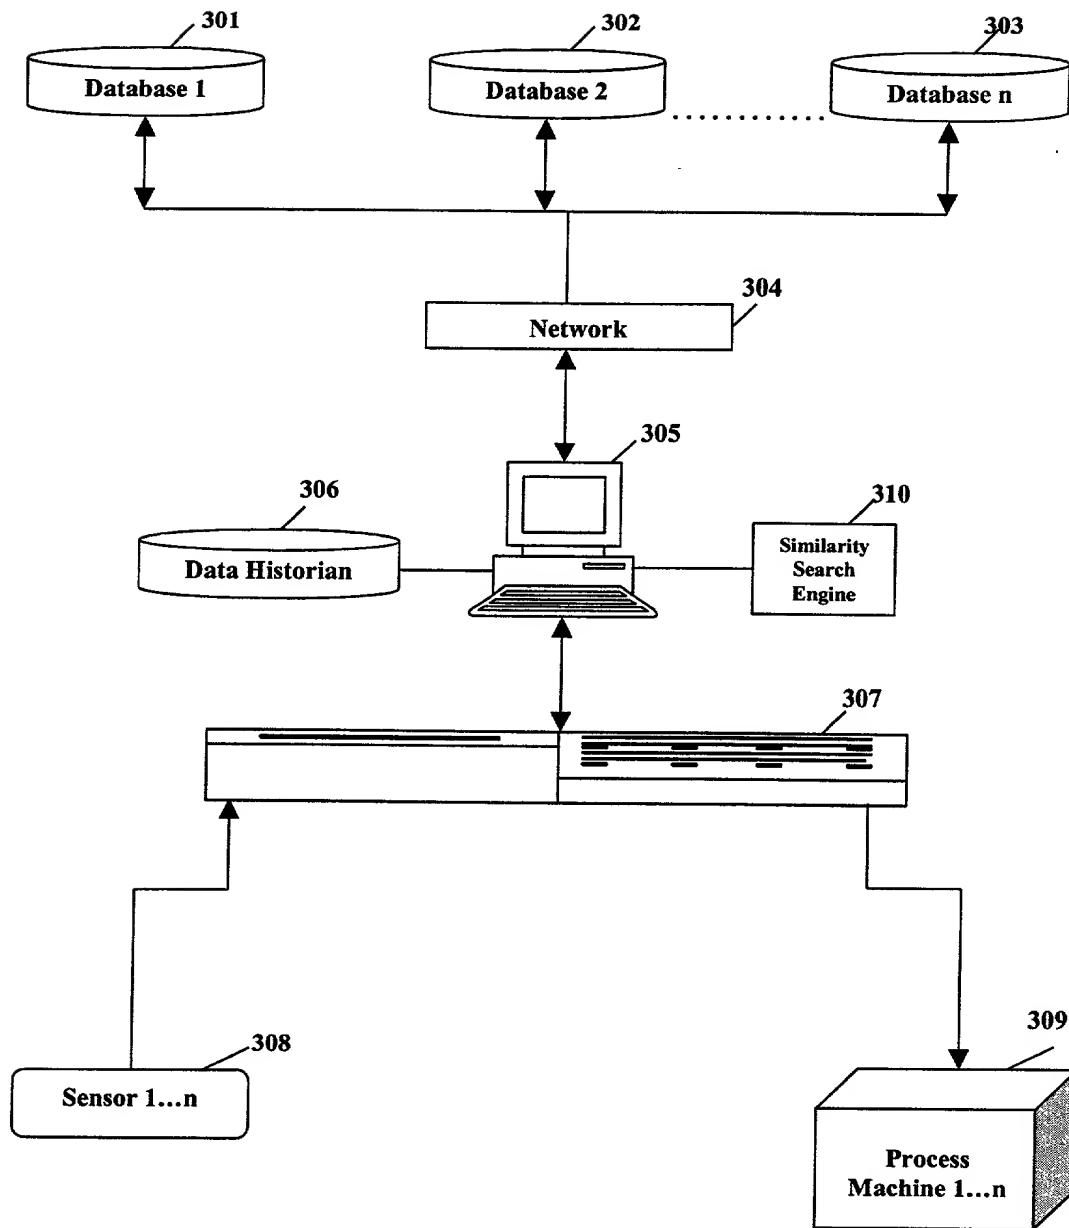 301
302
303
Database 1
Database 2
Database n
304
Network
305
306
310
Data Historian
Similarity
Search
Engine
307
308
309
Sensor 1...n
Process
Machine 1...n